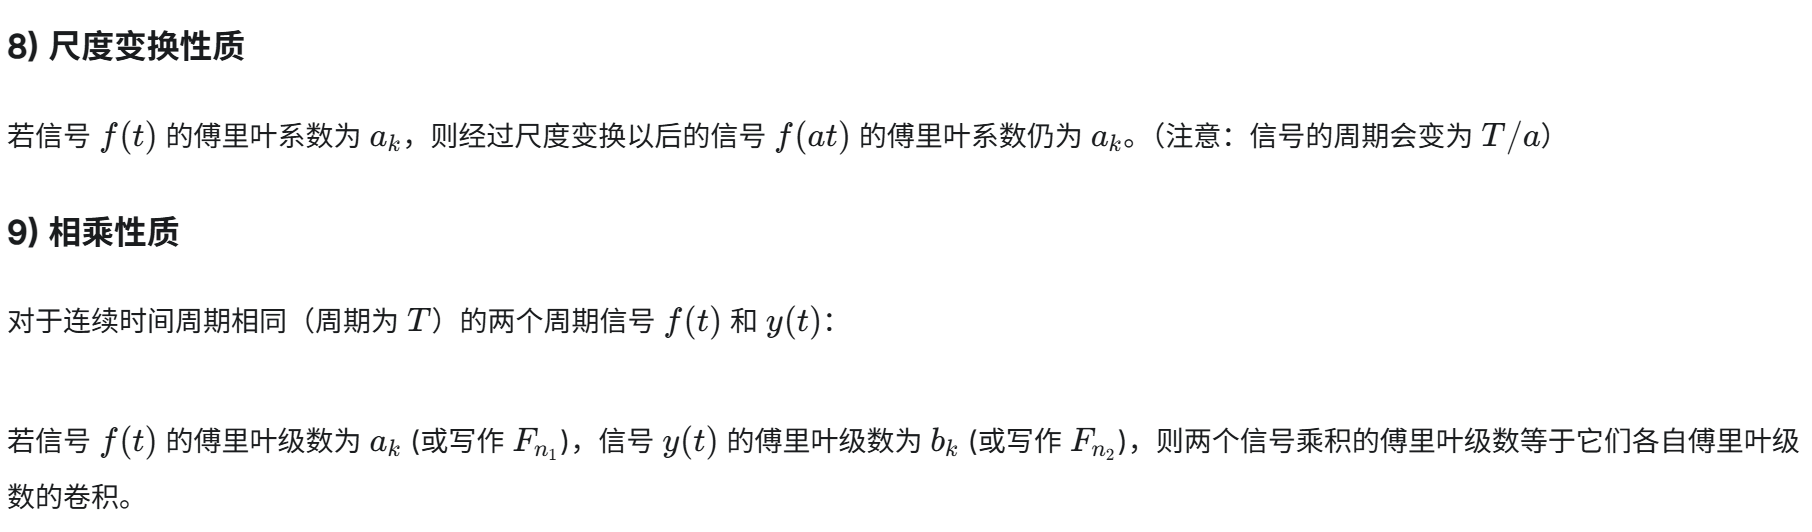 8) 尺度变换性质
若信号 f(t) 的傅里叶系数为 a_k，则经过尺度变换以后的信号 f(at) 的傅里叶系数仍为 a_k。（注意：信号的周期会变为 T/a）
9) 相乘性质
对于连续时间周期相同（周期为 T）的两个周期信号 f(t) 和 y(t)：
若信号 f(t) 的傅里叶级数为 a_k (或写作 F_{n_1})，信号 y(t) 的傅里叶级数为 b_k (或写作 F_{n_2})，则两个信号乘积的傅里叶级数等于它们各自傅里叶级
数的卷积。